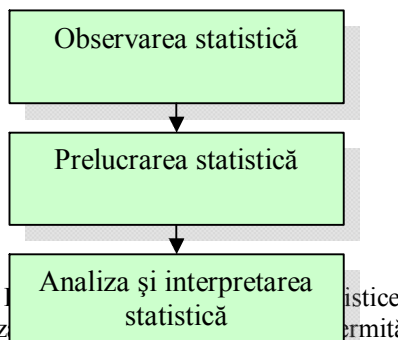 Observarea statistică
Prelucrarea statistică
Analiza şi interpretarea
statistică